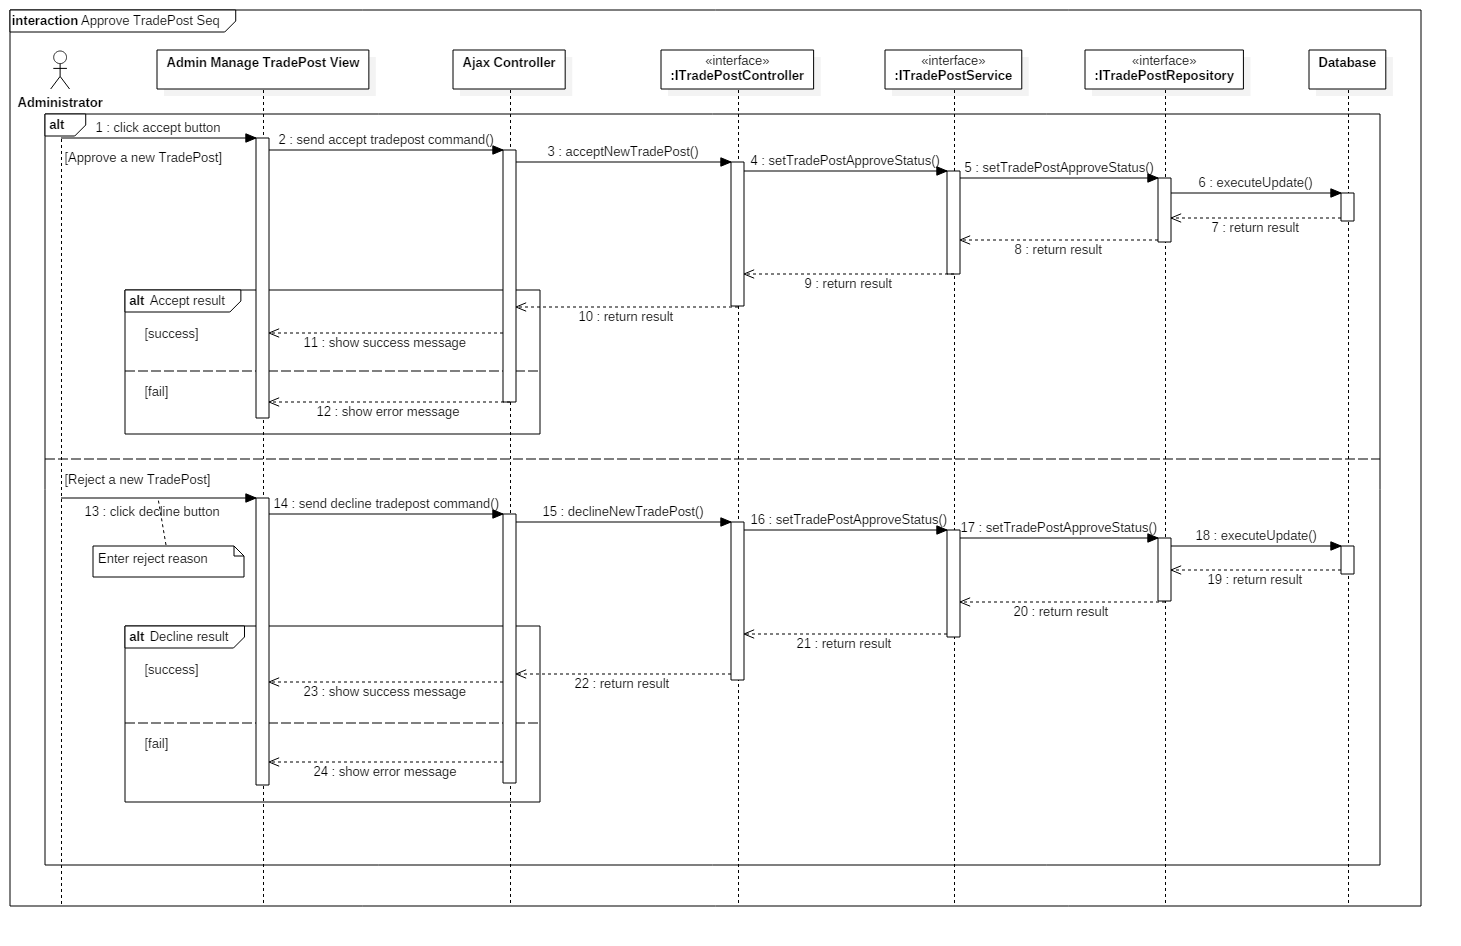 interaction Approve TradePost Seq
Administrator
Admin Manage TradePost View
Ajax Controller
«interface»
:ITradePostController
«interface»
:ITradePostService
«interface»
:ITradePostRepository
Database
alt
1 : click accept button
[Approve a new TradePost]
2 : send accept tradepost command()
3 : acceptNewTradePost()
4 : setTradePostApproveStatus()
5 : setTradePostApproveStatus()
6 : executeUpdate()
7 : return result
8 : return result
9 : return result
alt Accept result
10 : return result
[success]
11 : show success message
[fail]
12 : show error message
[Reject a new TradePost]
13 : click decline button
Enter reject reason
14 : send decline tradepost command()
15 : declineNewTradePost()
16 : setTradePostApproveStatus()
17 : setTradePostApproveStatus()
18 : executeUpdate()
19 : return result
20 : return result
21 : return result
alt Decline result
22 : return result
[success]
23 : show success message
[fail]
24 : show error message